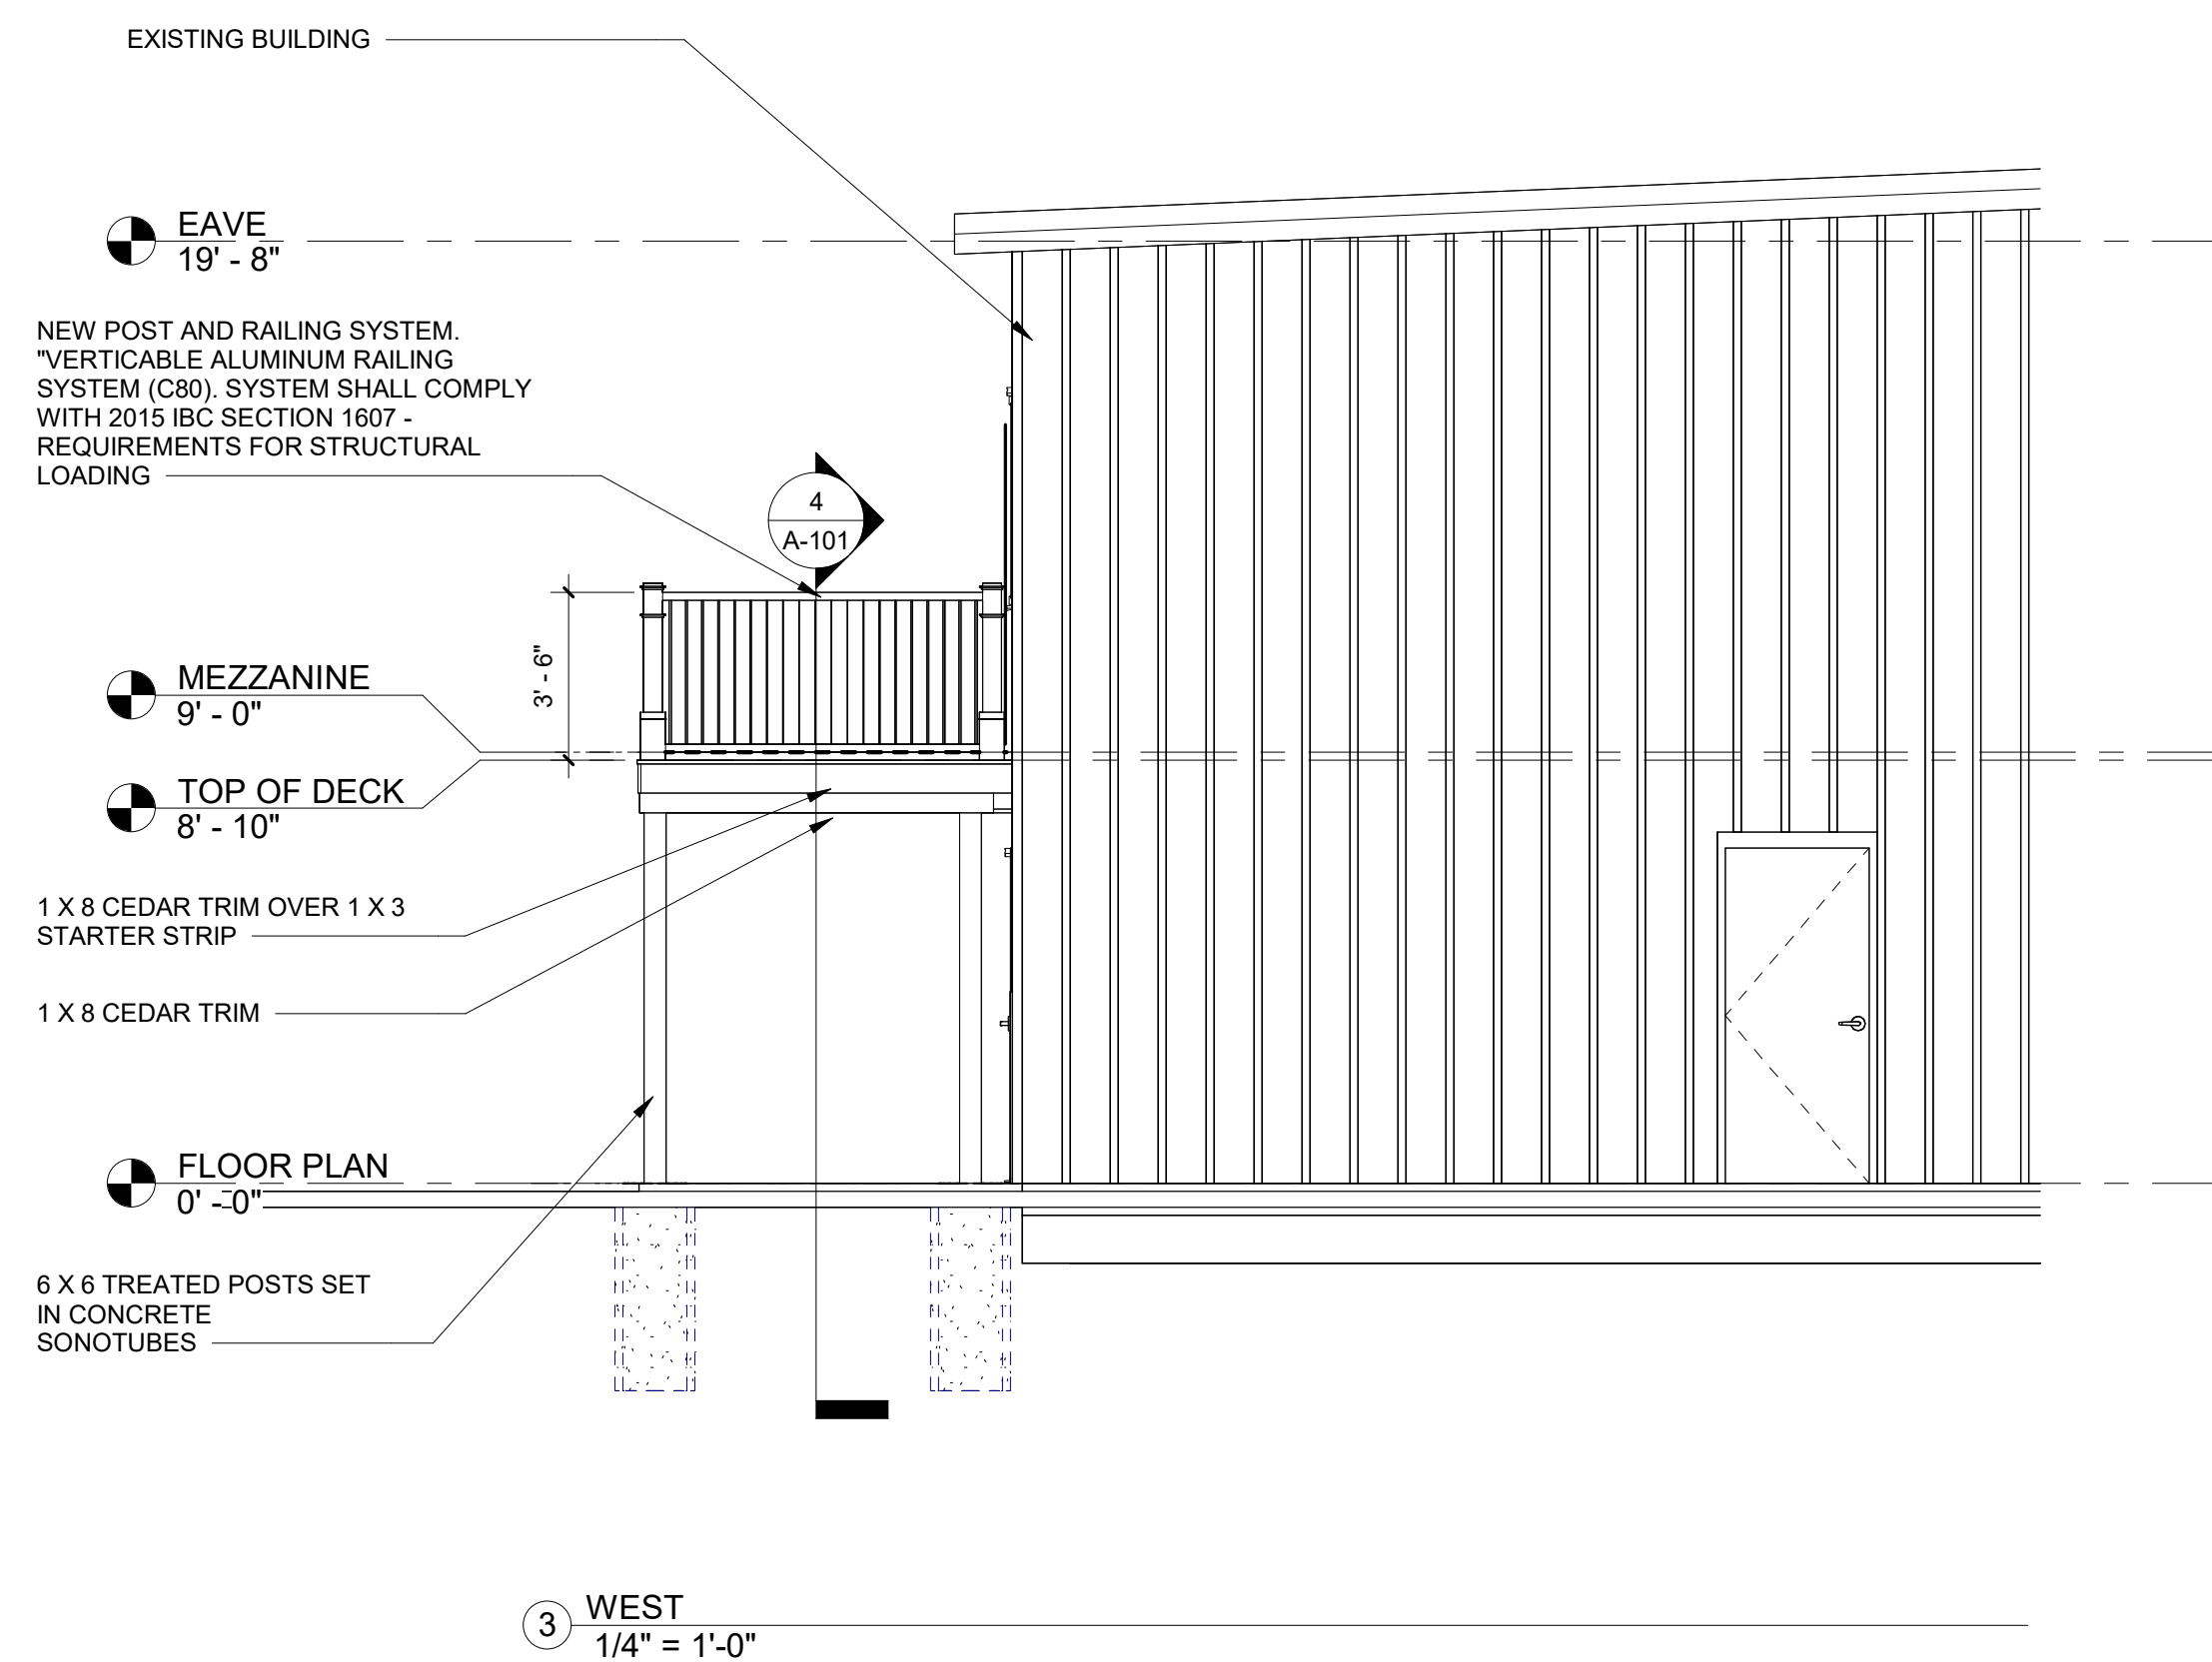 EXISTING BUILDING
EAVE
19' - 8"
NEW POST AND RAILING SYSTEM.
"VERTICABLE ALUMINUM RAILING
SYSTEM (C80). SYSTEM SHALL COMPLY
WITH 2015 IBC SECTION 1607 -
REQUIREMENTS FOR STRUCTURAL
LOADING
4
A-101
3' - 6"
MEZZANINE
9' - 0"
TOP OF DECK
8' - 10"
1 X 8 CEDAR TRIM OVER 1 X 3
STARTER STRIP
1 X 8 CEDAR TRIM
FLOOR PLAN
0' - 0"
6 X 6 TREATED POSTS SET
IN CONCRETE
SONOTUBES
3
WEST
1/4" = 1'-0"